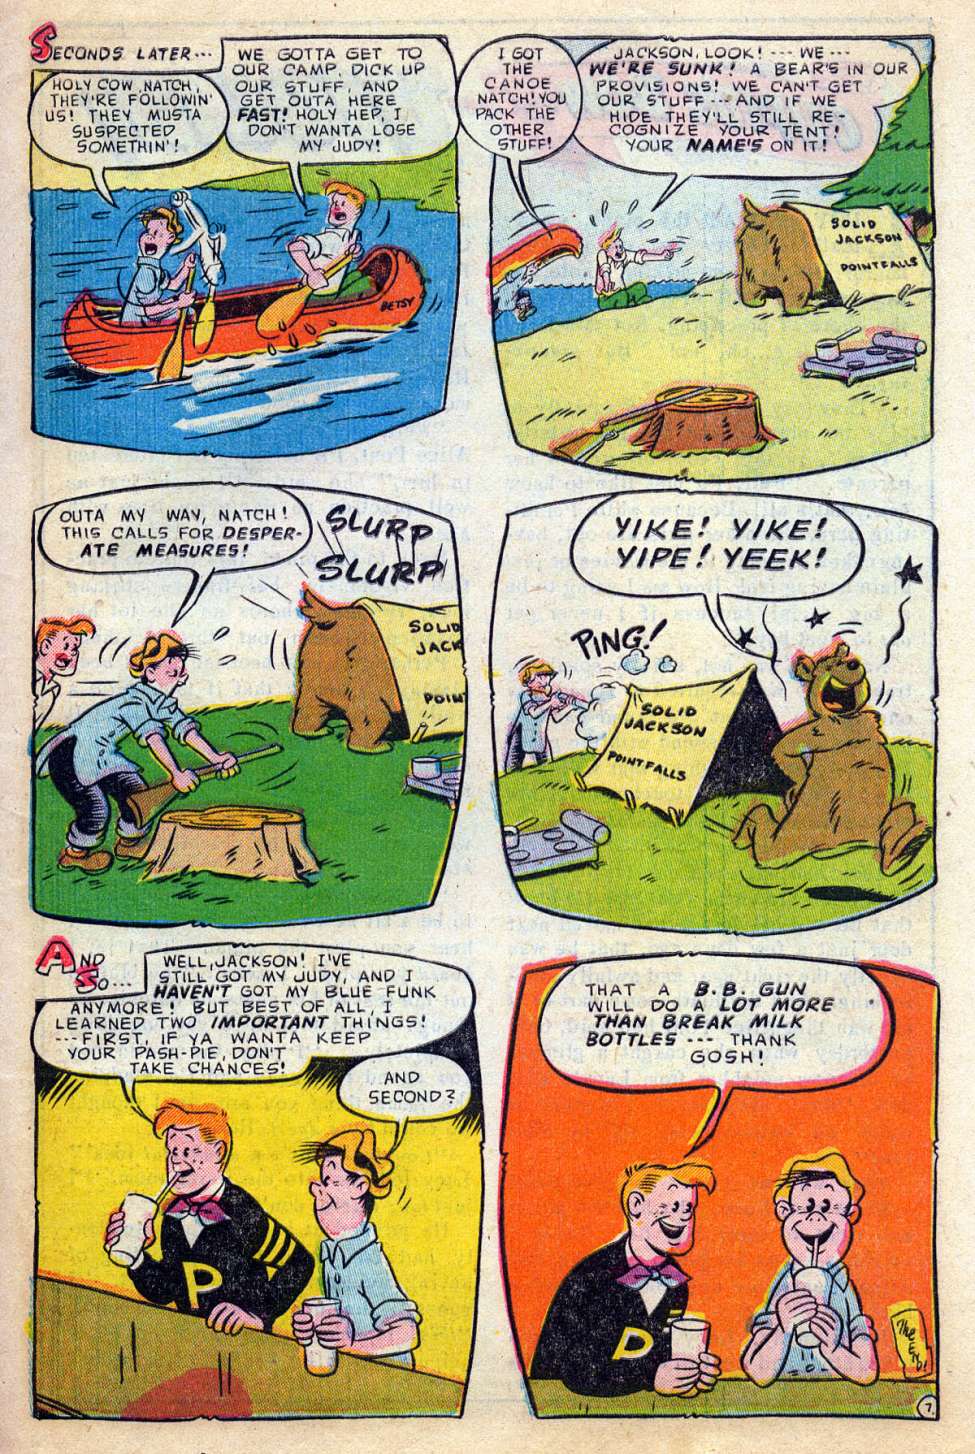 SECONDS LATER...
HOLY COW, NATCH,
THEY'RE FOLLOWIN'
US! THEY MUSTA
SUSPECTED
SOMETHIN'!
WE GOTTA GET TO
OUR CAMP, DICK UP
OUR STUFF, AND
GET OUTA HERE
FAST! HOLY HEP, I
DON'T WANTA LOSE
MY JUDY!
BETSY
I GOT
THE
CANOE
NATCH! YOU
PACK THE
OTHER
STUFF!
JACKSON, LOOK! --- WE ---
WE'RE SUNK! A BEAR'S IN OUR
PROVISIONS! WE CAN'T GET
OUR STUFF --- AND IF WE
HIDE THEY'LL STILL RE-
COGNIZE YOUR TENT!
YOUR NAME'S ON IT!
SOLID
JACKSON
POINTFALLS
OUTA MY WAY, NATCH!
THIS CALLS FOR DESPER-
ATE MEASURES!
SLURP
SLURP
SOLID
JACK
POIN
YIKE! YIKE!
YIPE! YEEK!
PING!
SOLID
JACKSON
POINTFALLS
AND
SO...
WELL, JACKSON! I'VE
STILL GOT MY JUDY, AND I
HAVEN'T GOT MY BLUE FUNK
ANYMORE! BUT BEST OF ALL, I
LEARNED TWO IMPORTANT THINGS!
---FIRST, IF YA WANTA KEEP
YOUR PASH-PIE, DON'T
TAKE CHANCES!
AND
SECOND?
P
THAT A B.B. GUN
WILL DO A LOT MORE
THAN BREAK MILK
BOTTLES --- THANK
GOSH!
P
The
END!
7